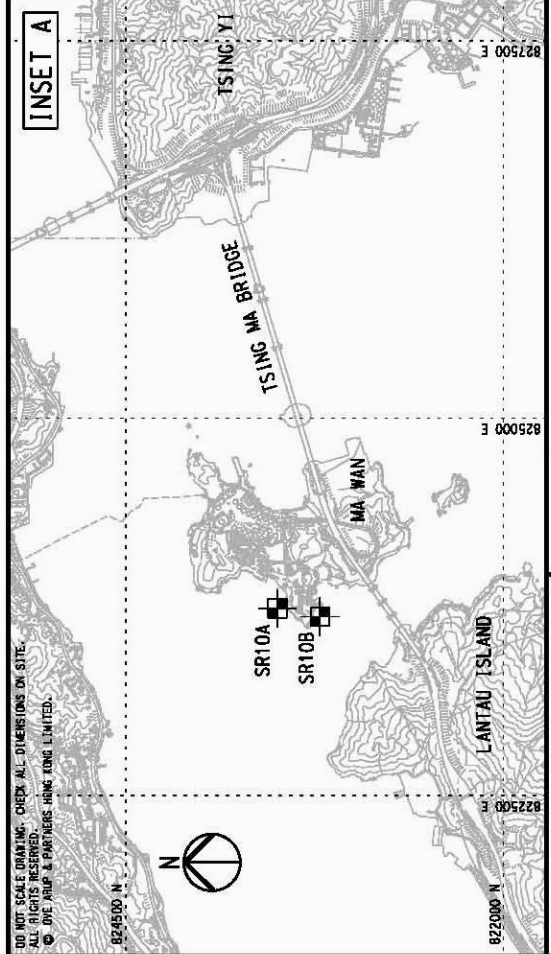 DO NOT SCALE DRAWING. CHECK ALL DIMENSIONS ON SITE.
ALL RIGHTS RESERVED.
© OVE ARUP & PARTNERS HONG KONG LIMITED.
INSET A
N
824500 N
TSING YI
TSING MA BRIDGE
SR10A
SR10B
MA WAN
LANTAU ISLAND
822000 N
822500 E
825000 E
827500 E